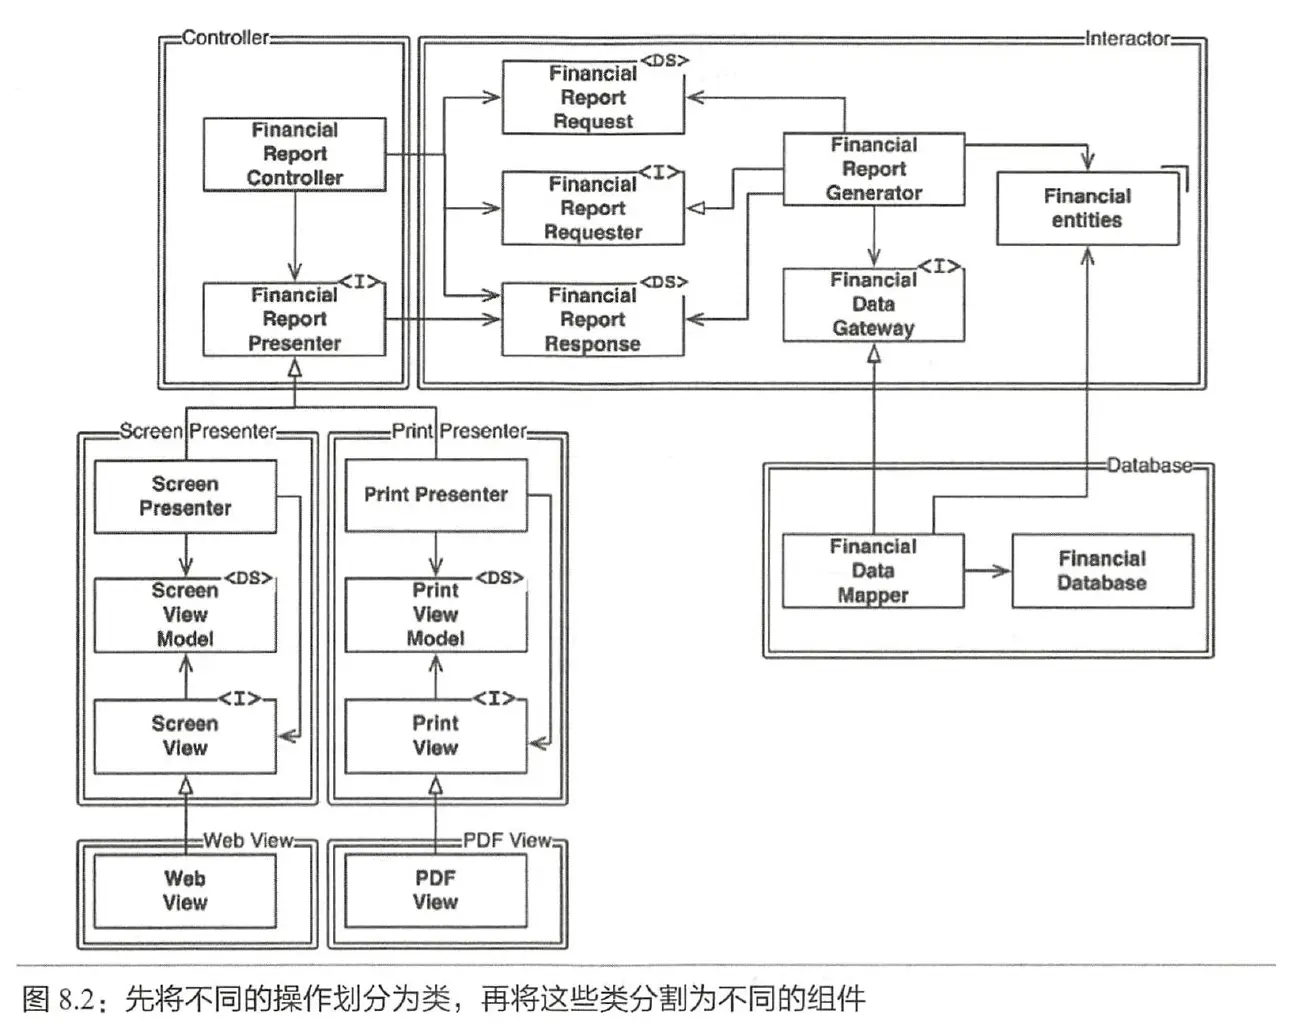 Controller
Interactor
<DS>
Financial
Report
Request
Financial
Report
Controller
Financial
Report
Generator
<I>
Financial
Report
Requester
Financial
entities
<I>
Financial
Report
Presenter
<DS>
Financial
Report
Response
<I>
Financial
Data
Gateway
Screen Presenter
Print Presenter
Database
Screen
Presenter
Print Presenter
Financial
Data
Mapper
Financial
Database
<DS>
Screen
View
Model
<DS>
Print
View
Model
<I>
Screen
View
<I>
Print
View
Web View
PDF View
Web
View
PDF
View
图 8.2：先将不同的操作划分为类，再将这些类分割为不同的组件